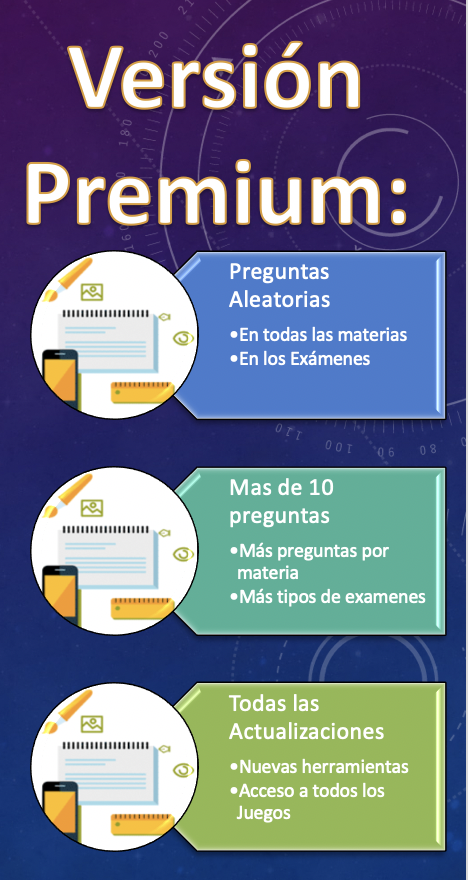 Versión
Premium:
Preguntas
Aleatorias
•En todas las materias
•En los Exámenes
Mas de 10
preguntas
•Más preguntas por
materia
•Más tipos de examenes
Todas las
Actualizaciones
•Nuevas herramientas
•Acceso a todos los
Juegos